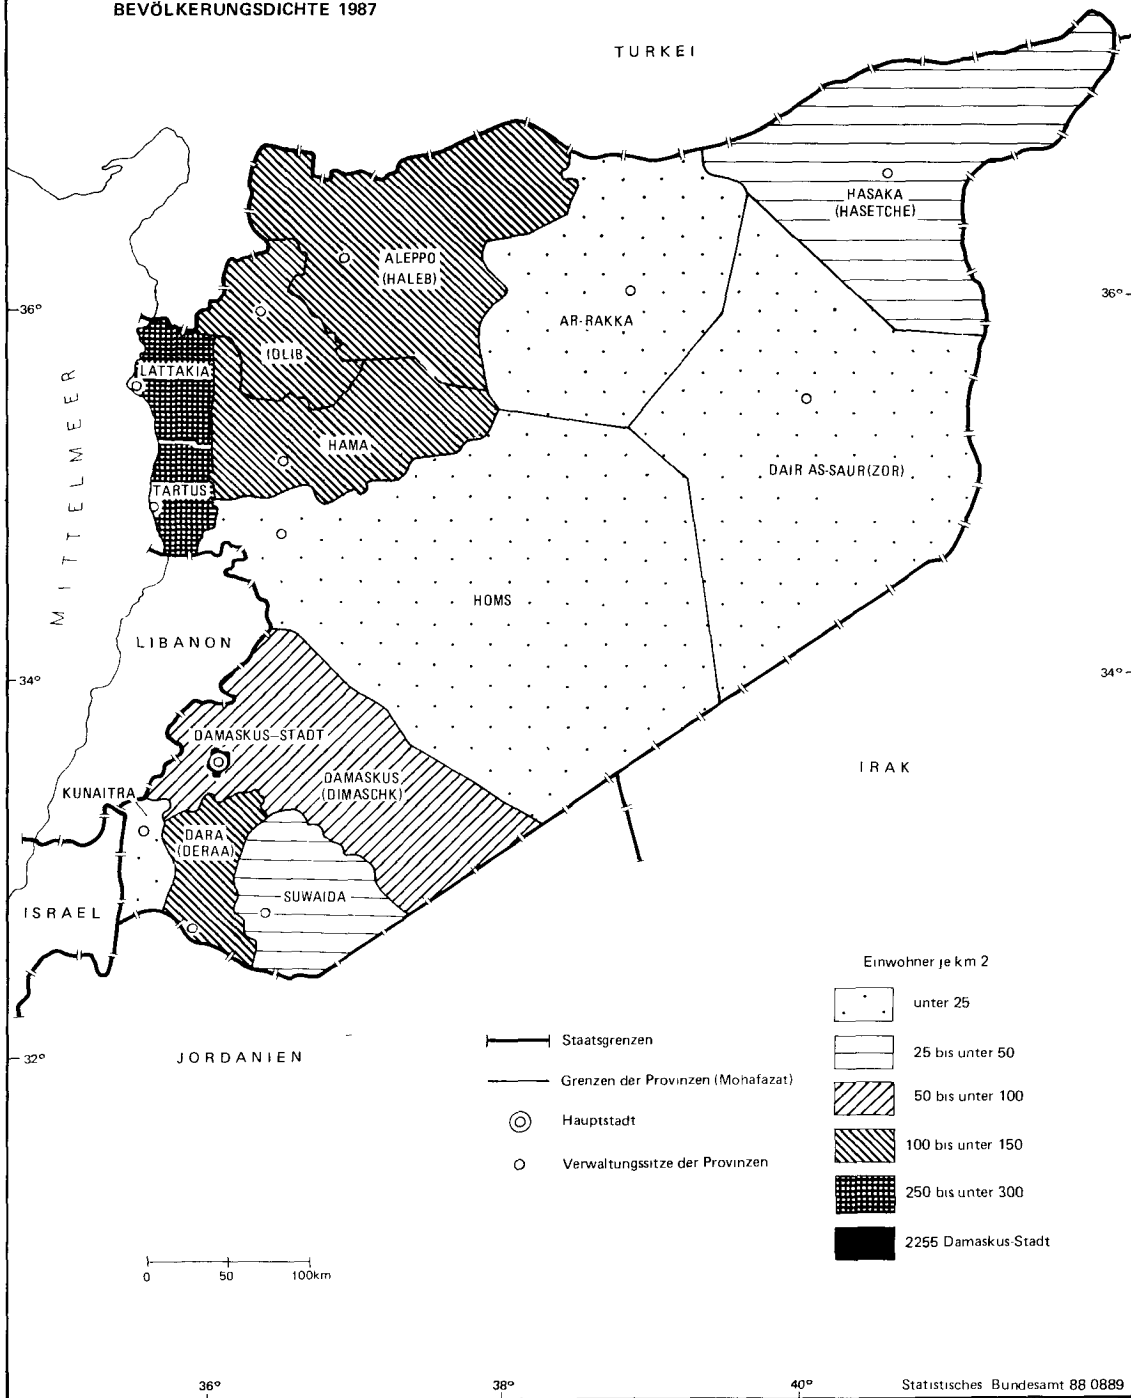 BEVÖLKERUNGSDICHTE 1987
TURKEI
HASAKA
(HASETCHE)
ALEPPO
(HALEB)
36°
36°
AR-RAKKA
IDLIB
LATTAKIA
MITTELMEER
HAMA
DAIR AS-SAUR(ZOR)
TARTUS
HOMS
LIBANON
34°
34°
DAMASKUS-STADT
IRAK
DAMASKUS
(DIMASCHK)
KUNAITRA
DARA
(DERAA)
SUWAIDA
ISRAEL
Einwohner je km 2
unter 25
25 bis unter 50
50 bis unter 100
100 bis unter 150
250 bis unter 300
2255 Damaskus-Stadt
32°
JORDANIEN
Staatsgrenzen
Grenzen der Provinzen (Mohafazat)
Hauptstadt
Verwaltungssitze der Provinzen
0 50 100km
36° 38° 40°
Statistisches Bundesamt 88 0889